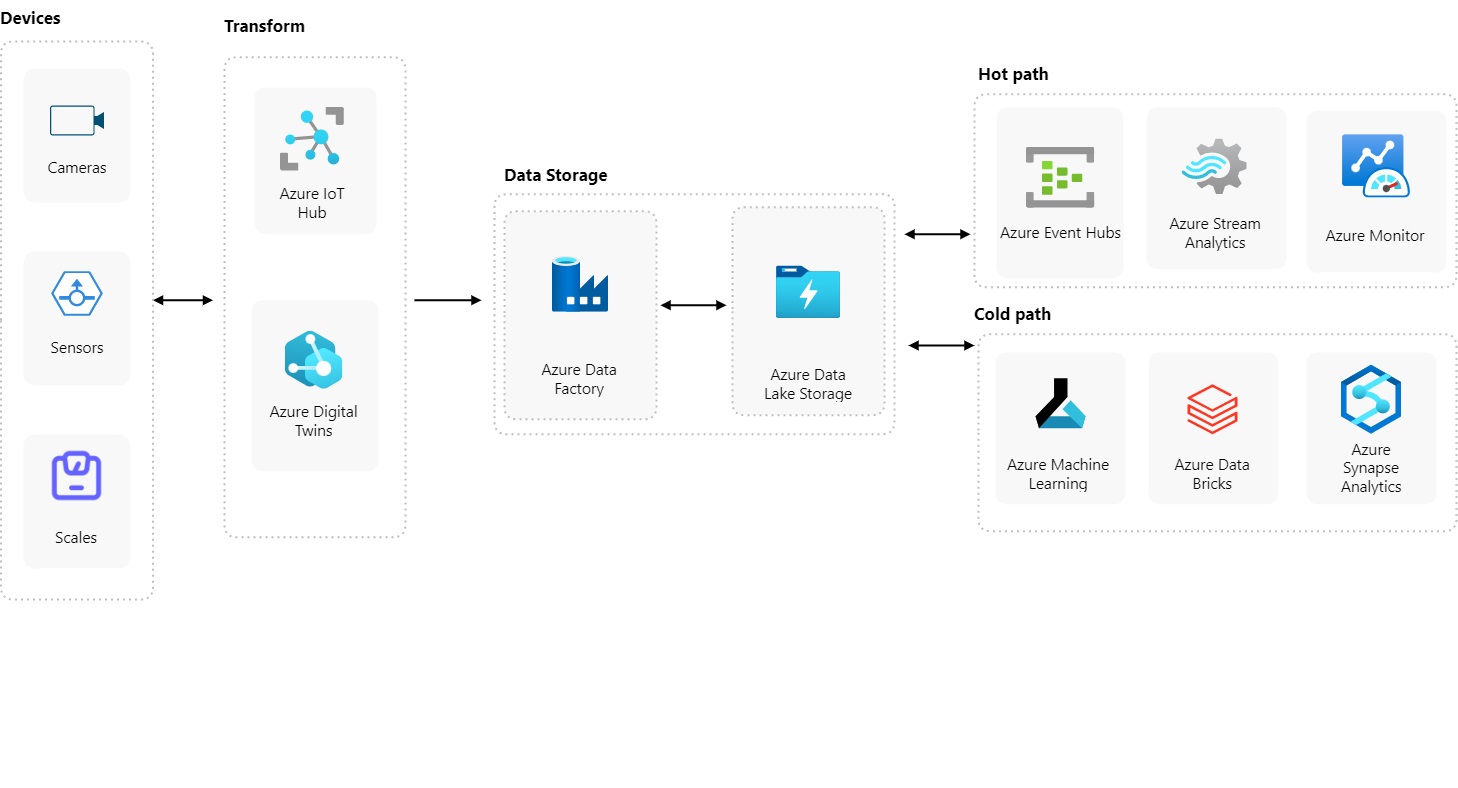 Devices
Cameras
Sensors
Scales
Transform
Azure IoT
Hub
Azure Digital
Twins
Data Storage
Azure Data
Factory
Azure Data
Lake Storage
Hot path
Azure Event Hubs
Azure Stream
Analytics
Azure Monitor
Cold path
Azure Machine
Learning
Azure Data
Bricks
Azure
Synapse
Analytics